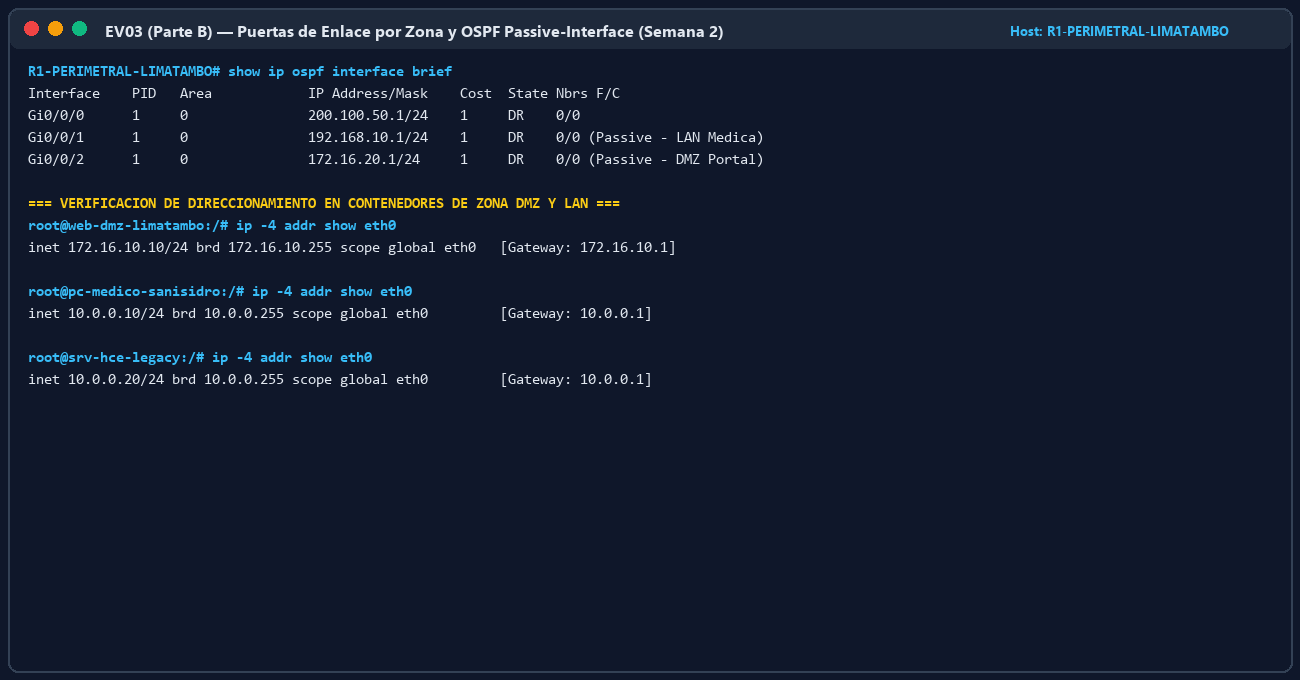 EV03 (Parte B) — Puertas de Enlace por Zona y OSPF Passive-Interface (Semana 2)
Host: R1-PERIMETRAL-LIMATAMBO
R1-PERIMETRAL-LIMATAMBO# show ip ospf interface brief
Interface    PID   Area            IP Address/Mask    Cost  State Nbrs F/C
Gi0/0/0      1     0               200.100.50.1/24    1     DR    0/0
Gi0/0/1      1     0               192.168.10.1/24    1     DR    0/0 (Passive - LAN Medica)
Gi0/0/2      1     0               172.16.20.1/24     1     DR    0/0 (Passive - DMZ Portal)
=== VERIFICACION DE DIRECCIONAMIENTO EN CONTENEDORES DE ZONA DMZ Y LAN ===
root@web-dmz-limatambo:/# ip -4 addr show eth0
inet 172.16.10.10/24 brd 172.16.10.255 scope global eth0   [Gateway: 172.16.10.1]
root@pc-medico-sanisidro:/# ip -4 addr show eth0
inet 10.0.0.10/24 brd 10.0.0.255 scope global eth0         [Gateway: 10.0.0.1]
root@srv-hce-legacy:/# ip -4 addr show eth0
inet 10.0.0.20/24 brd 10.0.0.255 scope global eth0         [Gateway: 10.0.0.1]